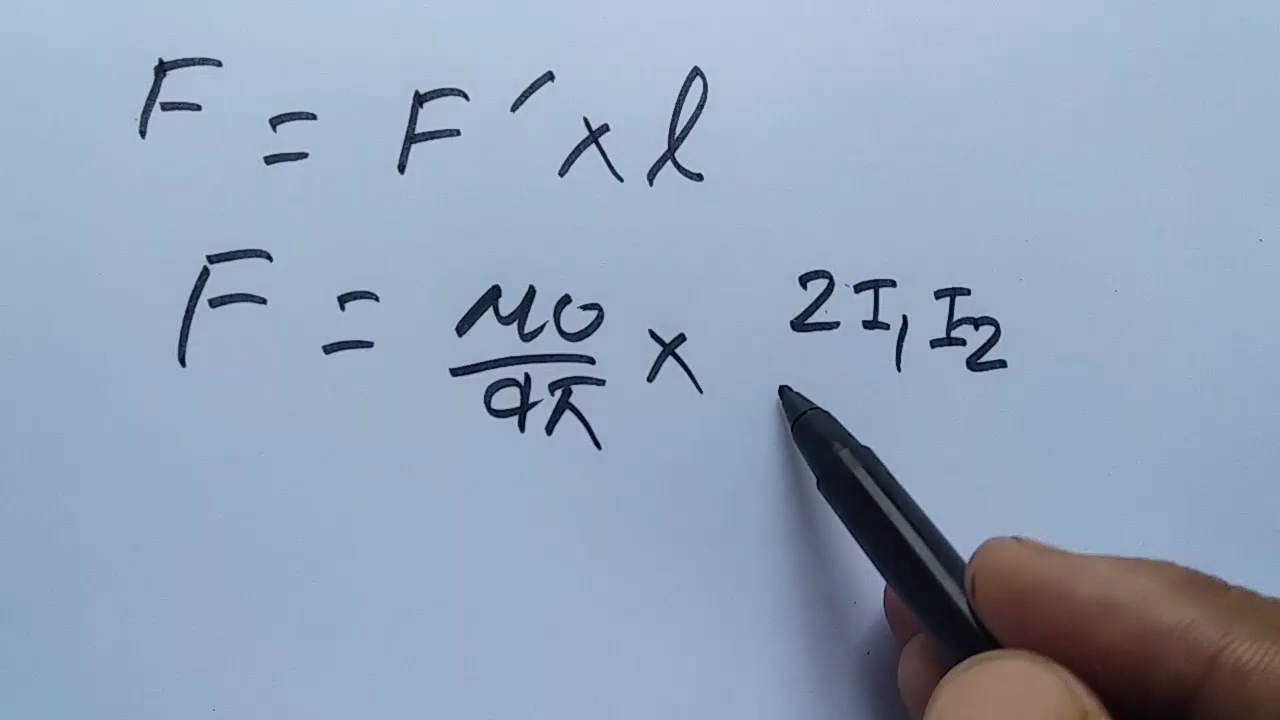 F = F′ × l
F = μ0/4π × 2I₁I₂